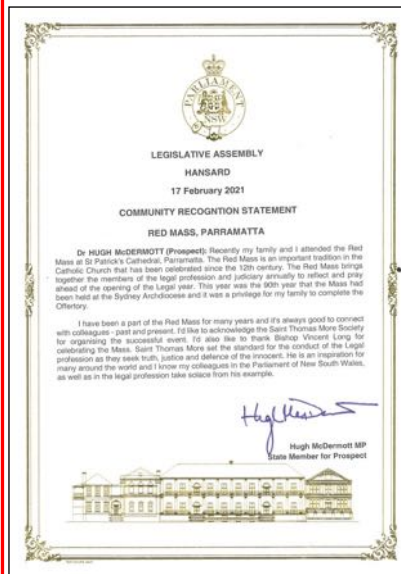 PARLIAMENT
NSW
LEGISLATIVE ASSEMBLY
HANSARD
17 February 2021
COMMUNITY RECOGNTION STATEMENT
RED MASS, PARRAMATTA
Dr HUGH McDERMOTT (Prospect): Recently my family and I attended the Red
Mass at St Patrick's Cathedral, Parramatta. The Red Mass is an important tradition in the
Catholic Church that has been celebrated since the 12th century. The Red Mass brings
together the members of the legal profession and judiciary annually to reflect and pray
ahead of the opening of the Legal year. This year was the 90th year that the Mass had
been held at the Sydney Archdiocese and it was a privilege for my family to complete the
Offertory.
I have been a part of the Red Mass for many years and it's always good to connect
with colleagues - past and present. I'd like to acknowledge the Saint Thomas More Society
for organising the successful event. I'd also like to thank Bishop Vincent Long for
celebrating the Mass. Saint Thomas More set the standard for the conduct of the Legal
profession as they seek truth, justice and defence of the innocent. He is an inspiration for
many around the world and I know my colleagues in the Parliament of New South Wales,
as well as in the legal profession take solace from his example.
Hugh McDermott MP
State Member for Prospect